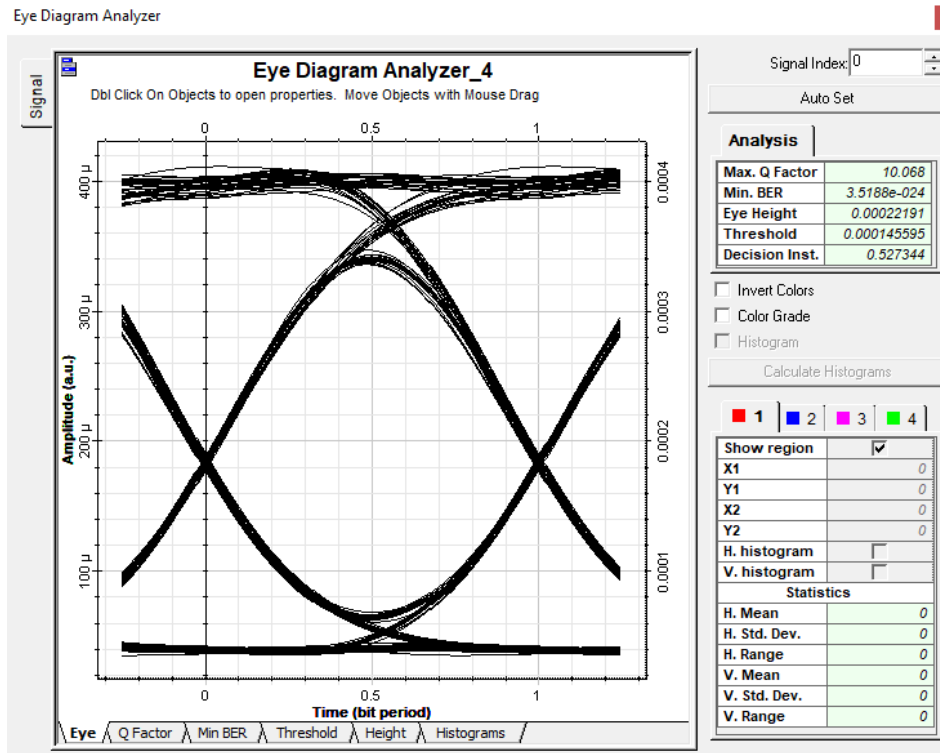 Eye Diagram Analyzer
Signal
Eye Diagram Analyzer_4
Dbl Click On Objects to open properties. Move Objects with Mouse Drag
0 0.5 1
400 µ
300 µ
200 µ
100 µ
Amplitude (a.u.)
0.0004
0.0003
0.0002
0.0001
0 0.5 1
Time (bit period)
Eye Q Factor Min BER Threshold Height Histograms
Signal Index: 0
Auto Set
Analysis
Max. Q Factor 10.068
Min. BER 3.5188e-024
Eye Height 0.00022191
Threshold 0.000145595
Decision Inst. 0.527344
Invert Colors
Color Grade
Histogram
Calculate Histograms
1 2 3 4
Show region
X1 0
Y1 0
X2 0
Y2 0
H. histogram
V. histogram
Statistics
H. Mean 0
H. Std. Dev. 0
H. Range 0
V. Mean 0
V. Std. Dev. 0
V. Range 0